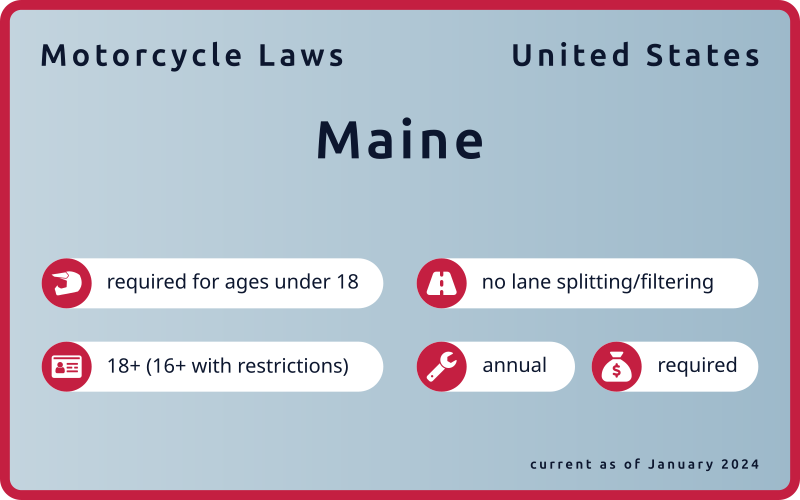 Motorcycle Laws
United States
Maine
required for ages under 18
no lane splitting/filtering
18+ (16+ with restrictions)
annual
required
current as of January 2024